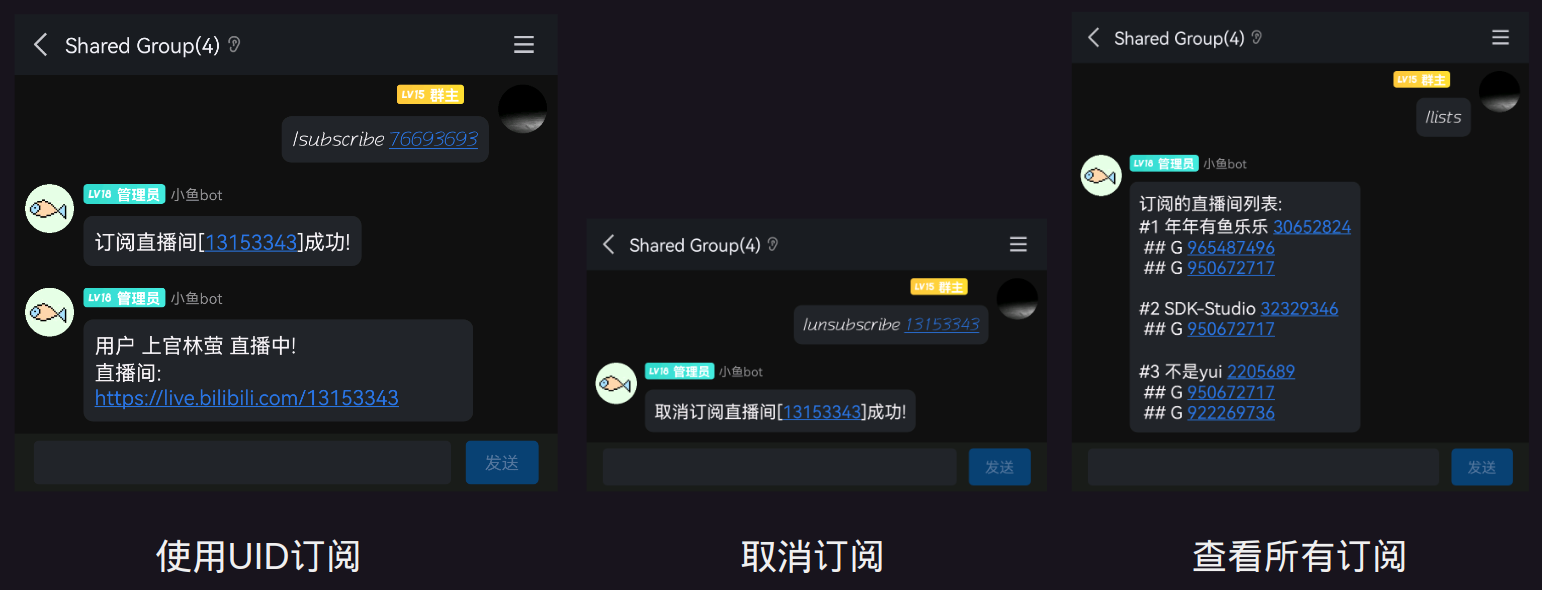 Shared Group(4)
LV15 群主
/subscribe 76693693
LV18 管理员 小鱼bot
订阅直播间[13153343]成功!
LV18 管理员 小鱼bot
用户 上官林萤 直播中!
直播间:
https://live.bilibili.com/13153343
发送
使用UID订阅
Shared Group(4)
LV15 群主
/unsubscribe 13153343
LV18 管理员 小鱼bot
取消订阅直播间[13153343]成功!
发送
取消订阅
Shared Group(4)
LV15 群主
/lists
LV18 管理员 小鱼bot
订阅的直播间列表:
#1 年年有鱼乐乐 30652824
## G 965487496
## G 950672717
#2 SDK-Studio 32329346
## G 950672717
#3 不是yui 2205689
## G 950672717
## G 922269736
发送
查看所有订阅